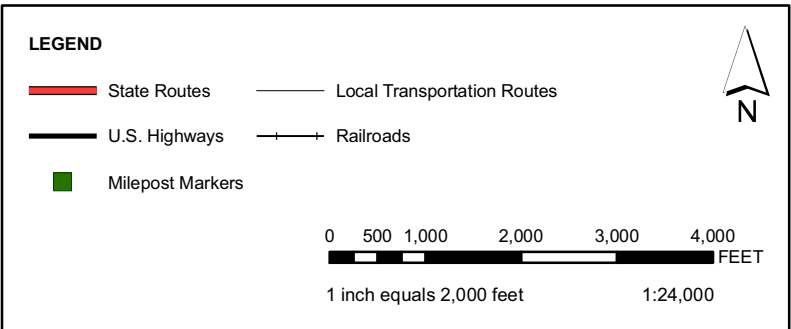 LEGEND
State Routes
Local Transportation Routes
U.S. Highways
Railroads
Milepost Markers
N
0 500 1,000 2,000 3,000 4,000
FEET
1 inch equals 2,000 feet 1:24,000